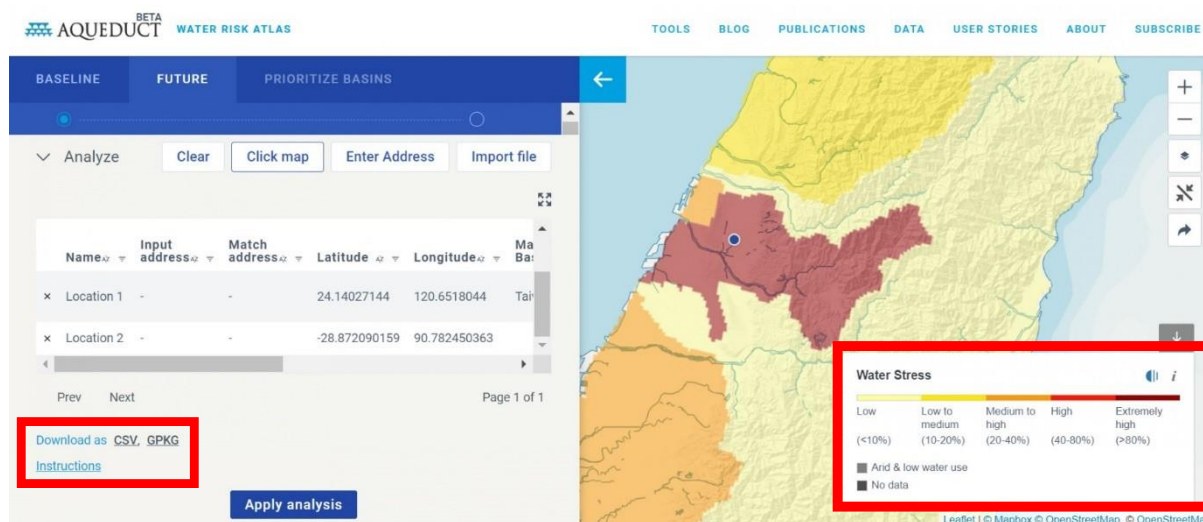 BETA
AQUEDUCT WATER RISK ATLAS
TOOLS BLOG PUBLICATIONS DATA USER STORIES ABOUT SUBSCRIBE
BASELINE FUTURE PRIORITIZE BASINS
Analyze Clear Click map Enter Address Import file
Name Input address Match address Latitude Longitude Ma Ba
× Location 1 - - 24.14027144 120.6518044 Tai
× Location 2 - - -28.872090159 90.782450363
Prev Next Page 1 of 1
Download as CSV, GPKG
Instructions
Apply analysis
Water Stress i
Low Low to medium Medium to high High Extremely high
(<10%) (10-20%) (20-40%) (40-80%) (>80%)
Arid & low water use
No data
Leaflet | © Mapbox © OpenStreetMap, © OpenStreetMa